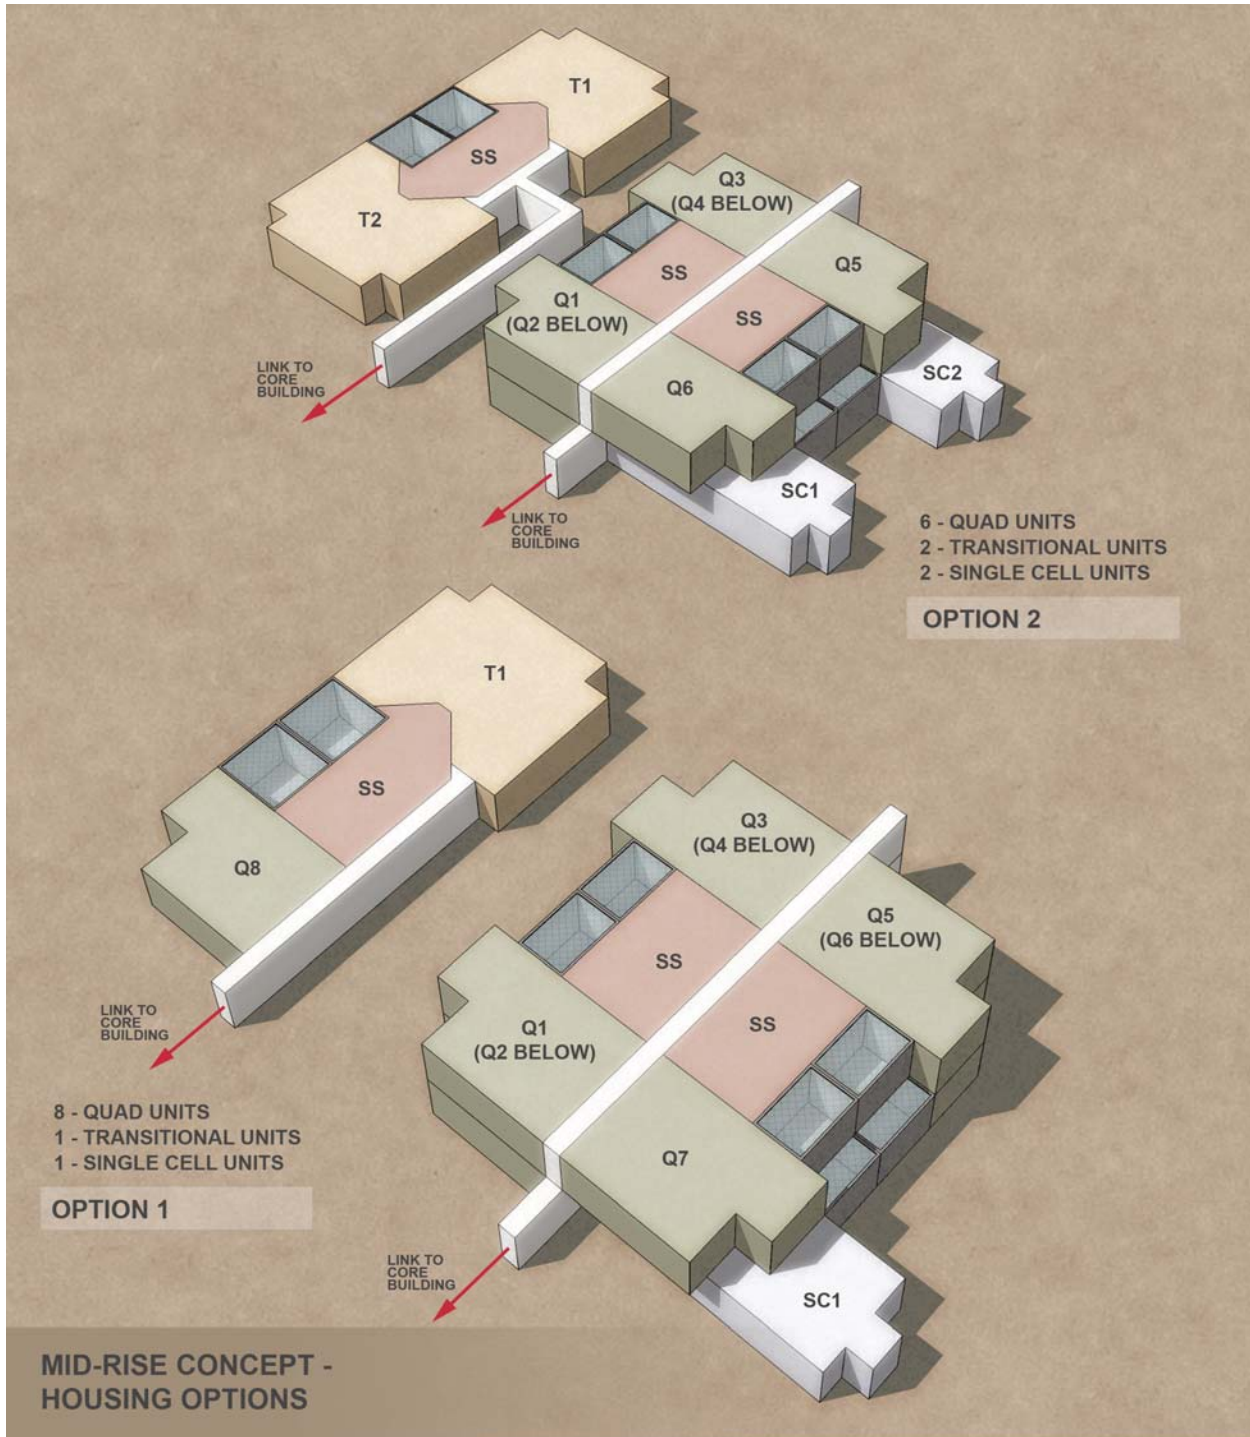 T1
SS
T2
Q3
(Q4 BELOW)
Q5
SS
Q1
(Q2 BELOW)
SS
Q6
SC2
SC1
LINK TO
CORE
BUILDING
LINK TO
CORE
BUILDING
6 - QUAD UNITS
2 - TRANSITIONAL UNITS
2 - SINGLE CELL UNITS
OPTION 2
T1
SS
Q8
LINK TO
CORE
BUILDING
8 - QUAD UNITS
1 - TRANSITIONAL UNITS
1 - SINGLE CELL UNITS
OPTION 1
Q3
(Q4 BELOW)
Q5
(Q6 BELOW)
SS
SS
Q1
(Q2 BELOW)
Q7
SC1
LINK TO
CORE
BUILDING
MID-RISE CONCEPT -
HOUSING OPTIONS